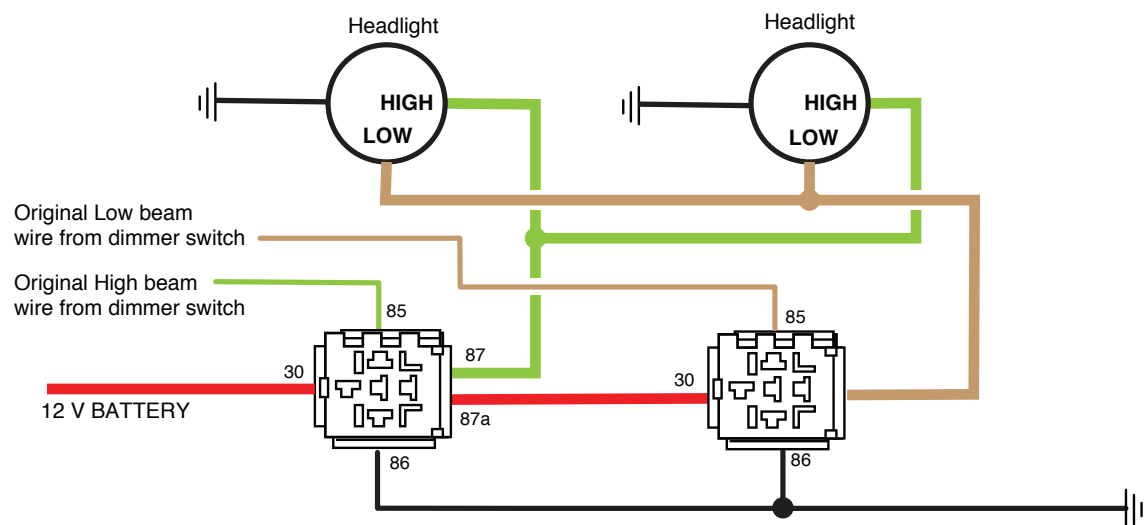 Headlight
Headlight
HIGH
LOW
HIGH
LOW
Original Low beam
wire from dimmer switch
Original High beam
wire from dimmer switch
85
85
87
30
30
12 V BATTERY
87a
86
86